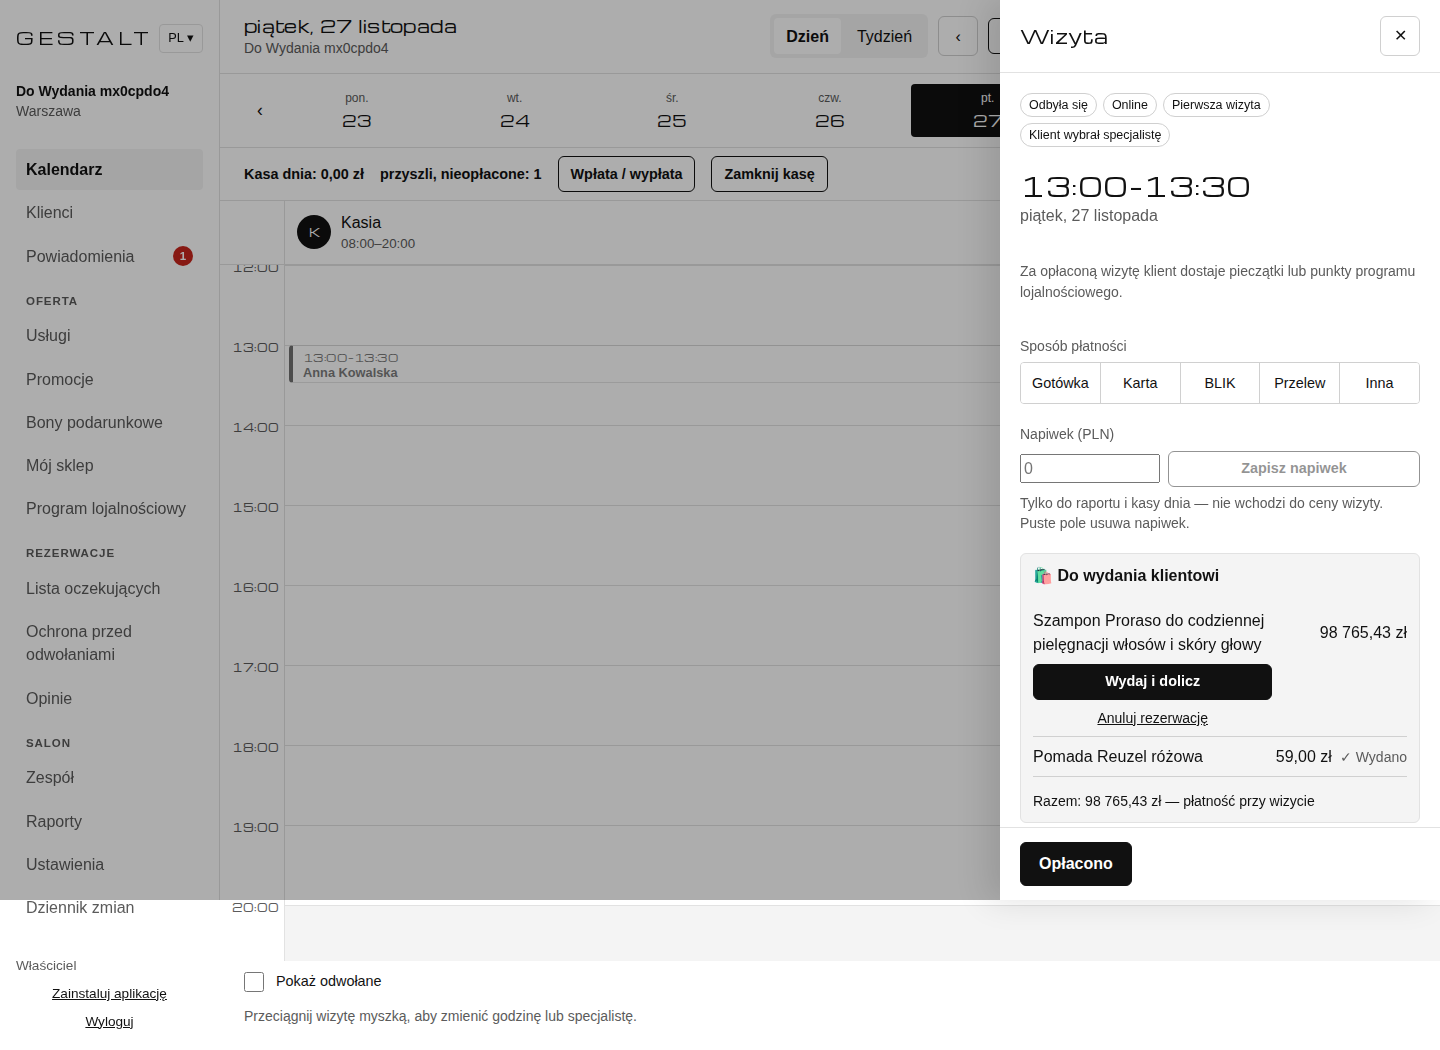 GESTALT
PL ▾
Do Wydania mx0cpdo4
Warszawa
Kalendarz
Klienci
Powiadomienia 1
OFERTA
Usługi
Promocje
Bony podarunkowe
Mój sklep
Program lojalnościowy
REZERWACJE
Lista oczekujących
Ochrona przed
odwołaniami
Opinie
SALON
Zespół
Raporty
Ustawienia
Dziennik zmian
Właściciel
Zainstaluj aplikację
Wyloguj
piątek, 27 listopada
Do Wydania mx0cpdo4
Dzień Tydzień ‹
‹ pon. wt. śr. czw. pt.
23 24 25 26 27
Kasa dnia: 0,00 zł przyszli, nieopłacone: 1 Wpłata / wypłata Zamknij kasę
K Kasia
08:00–20:00
12:00
13:00
13:00-13:30
Anna Kowalska
14:00
15:00
16:00
17:00
18:00
19:00
20:00
Pokaż odwołane
Przeciągnij wizytę myszką, aby zmienić godzinę lub specjalistę.
Wizyta ✕
Odbyła się Online Pierwsza wizyta
Klient wybrał specjalistę
13:00-13:30
piątek, 27 listopada
Za opłaconą wizytę klient dostaje pieczątki lub punkty programu
lojalnościowego.
Sposób płatności
Gotówka Karta BLIK Przelew Inna
Napiwek (PLN)
0 Zapisz napiwek
Tylko do raportu i kasy dnia — nie wchodzi do ceny wizyty.
Puste pole usuwa napiwek.
🛍️ Do wydania klientowi
Szampon Proraso do codziennej
pielęgnacji włosów i skóry głowy 98 765,43 zł
Wydaj i dolicz
Anuluj rezerwację
Pomada Reuzel różowa 59,00 zł ✓ Wydano
Razem: 98 765,43 zł — płatność przy wizycie
Opłacono